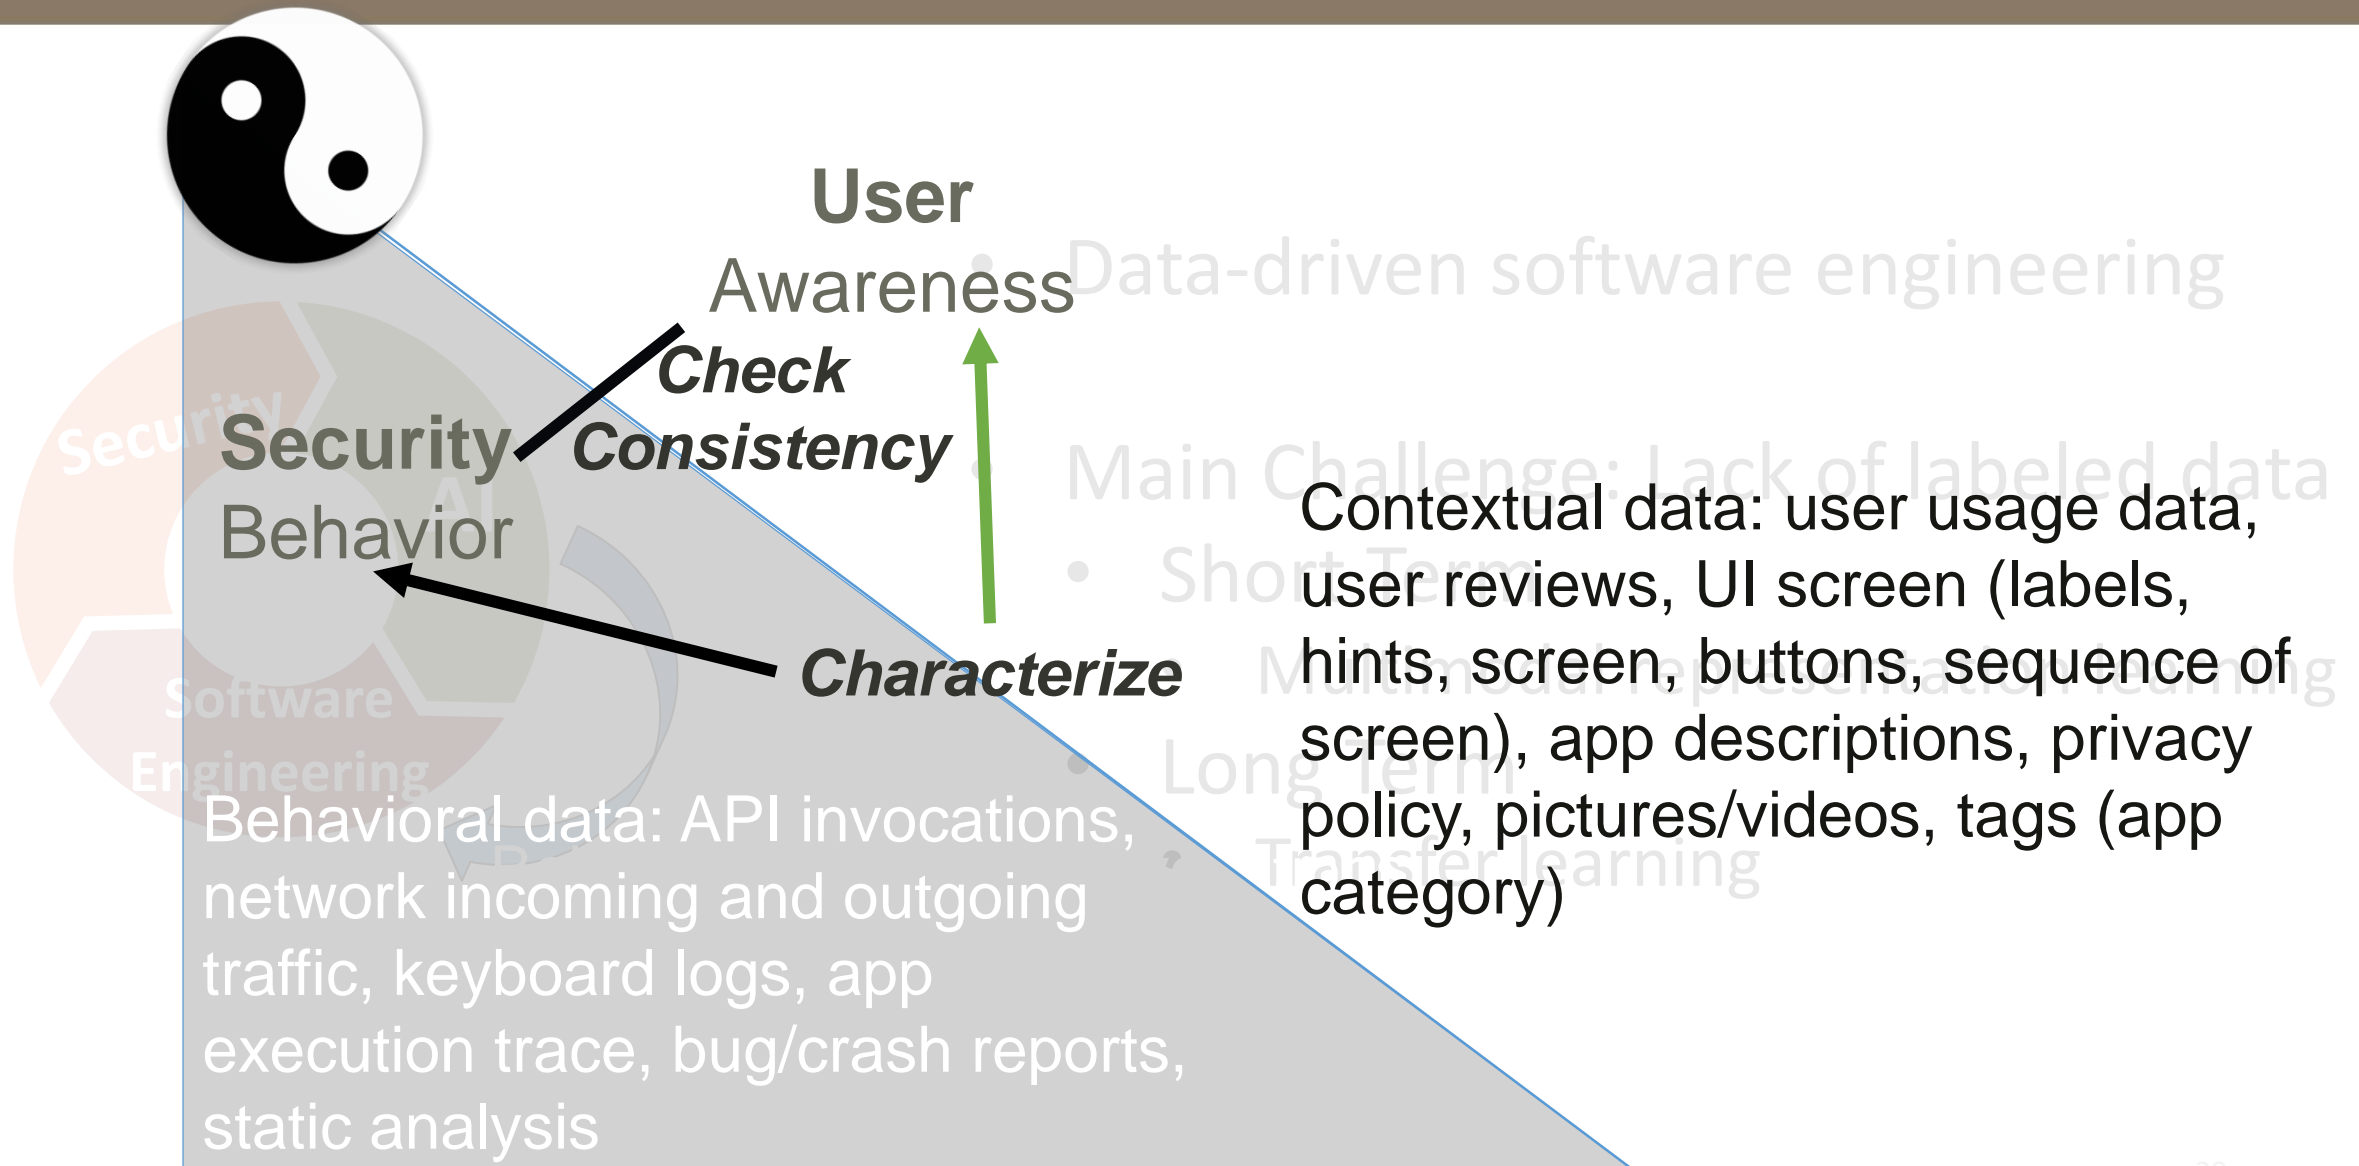 User
Awareness
Check
Consistency
Security
Behavior
Characterize
Behavioral data: API invocations,
network incoming and outgoing
traffic, keyboard logs, app
execution trace, bug/crash reports,
static analysis
Contextual data: user usage data,
user reviews, UI screen (labels,
hints, screen, buttons, sequence of
screen), app descriptions, privacy
policy, pictures/videos, tags (app
category)
• Data-driven software engineering
• Main Challenge: Lack of labeled data
• Short Term
• Multimodal representation learning
• Long Term
• Transfer learning
Security
AI
Software
Engineering